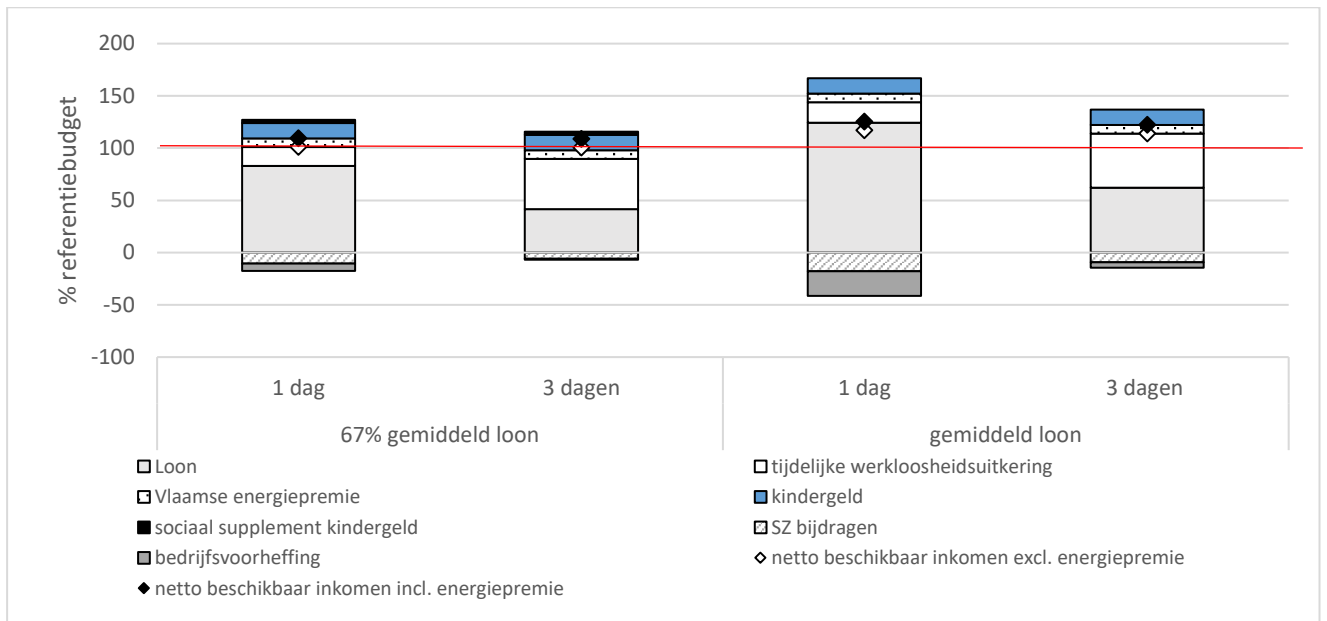 % referentiebudget
200
150
100
50
0
-50
-100
1 dag
3 dagen
1 dag
3 dagen
67% gemiddeld loon
gemiddeld loon
Loon
tijdelijke werkloosheidsuitkering
Vlaamse energiepremie
kindergeld
sociaal supplement kindergeld
SZ bijdragen
bedrijfsvoorheffing
netto beschikbaar inkomen excl. energiepremie
netto beschikbaar inkomen incl. energiepremie